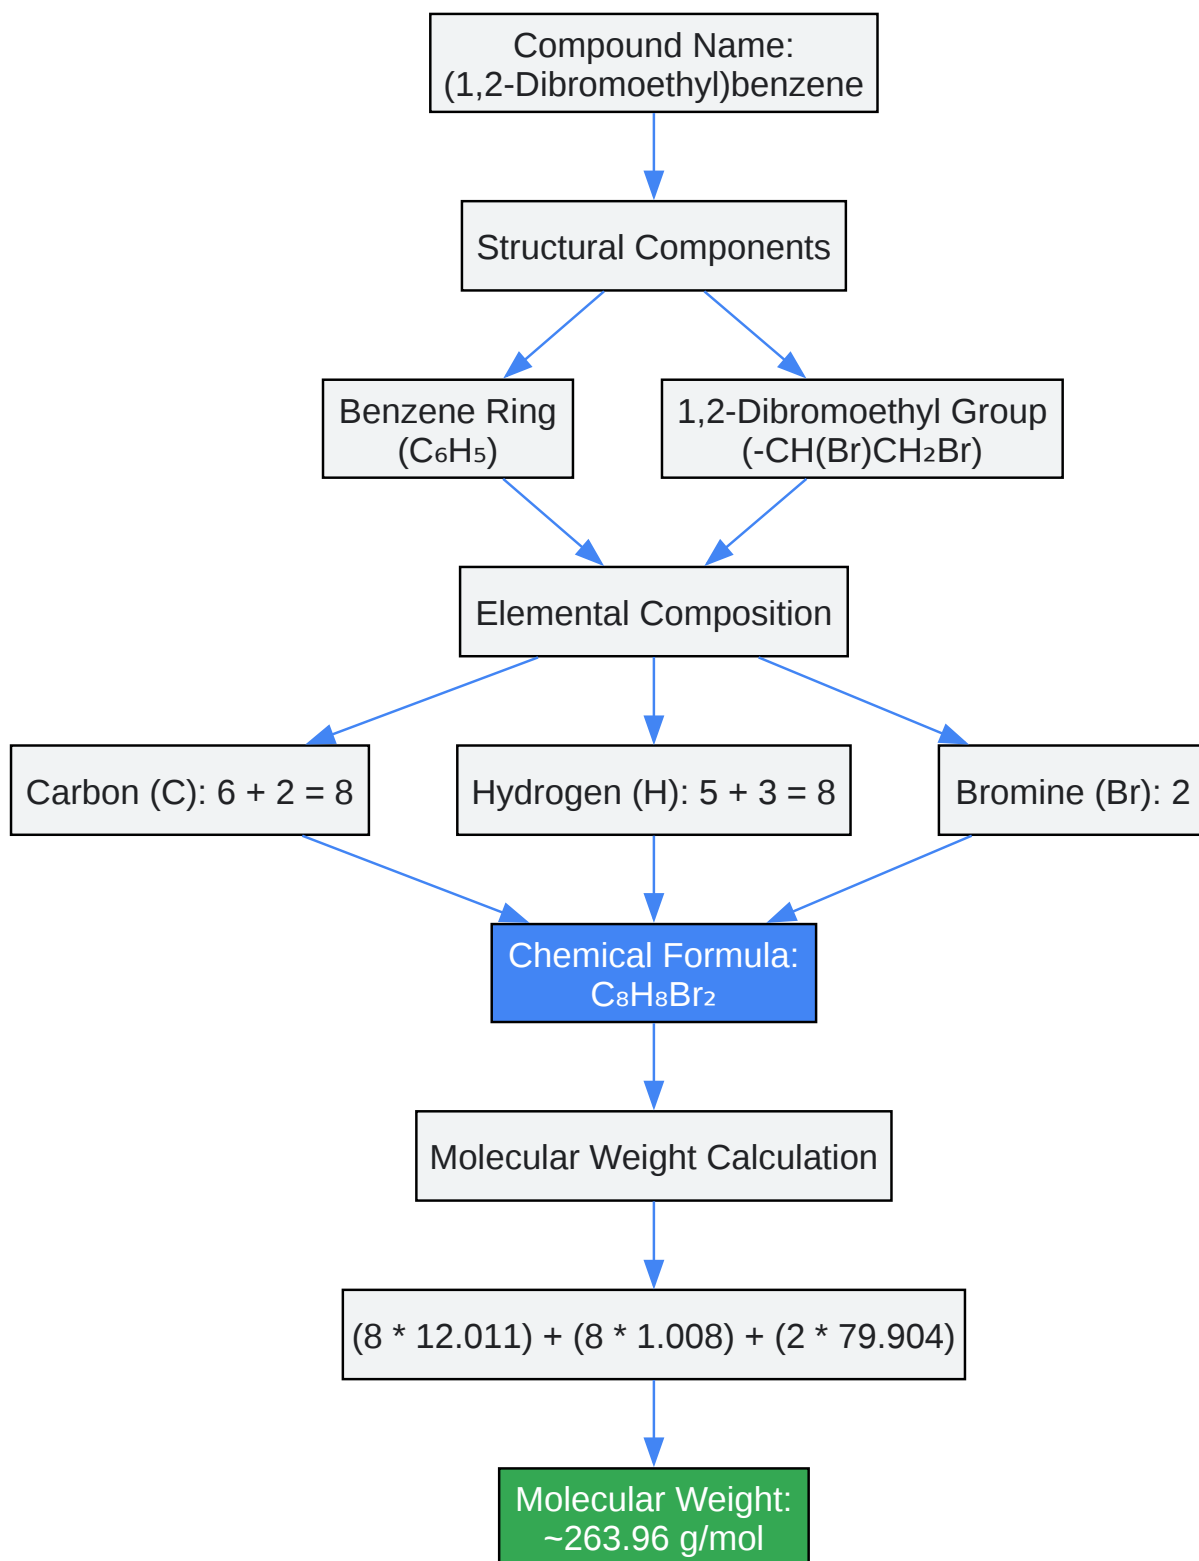 Compound Name:
(1,2-Dibromoethyl)benzene
Structural Components
Benzene Ring
(C₆H₅)
1,2-Dibromoethyl Group
(-CH(Br)CH₂Br)
Elemental Composition
Carbon (C): 6 + 2 = 8
Hydrogen (H): 5 + 3 = 8
Bromine (Br): 2
Chemical Formula:
C₈H₈Br₂
Molecular Weight Calculation
(8 * 12.011) + (8 * 1.008) + (2 * 79.904)
Molecular Weight:
~263.96 g/mol